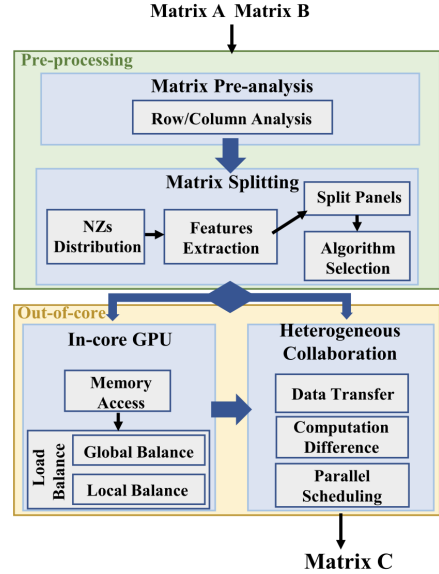 Matrix A Matrix B
Pre-processing
Matrix Pre-analysis
Row/Column Analysis
Matrix Splitting
NZs
Distribution
Features
Extraction
Split Panels
Algorithm
Selection
Out-of-core
In-core GPU
Memory
Access
Load
Balance
Global Balance
Local Balance
Heterogeneous
Collaboration
Data Transfer
Computation
Difference
Parallel
Scheduling
Matrix C